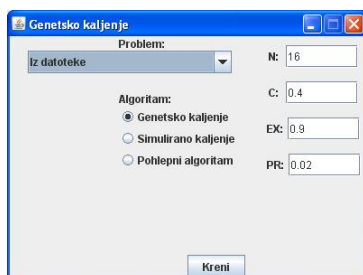 Genetsko kaljenje
Problem:
Iz datoteke
N: 16
C: 0.4
Algoritam:
Genetsko kaljenje
EX: 0.9
Simulirano kaljenje
Pohlepni algoritam
PR: 0.02
Kreni